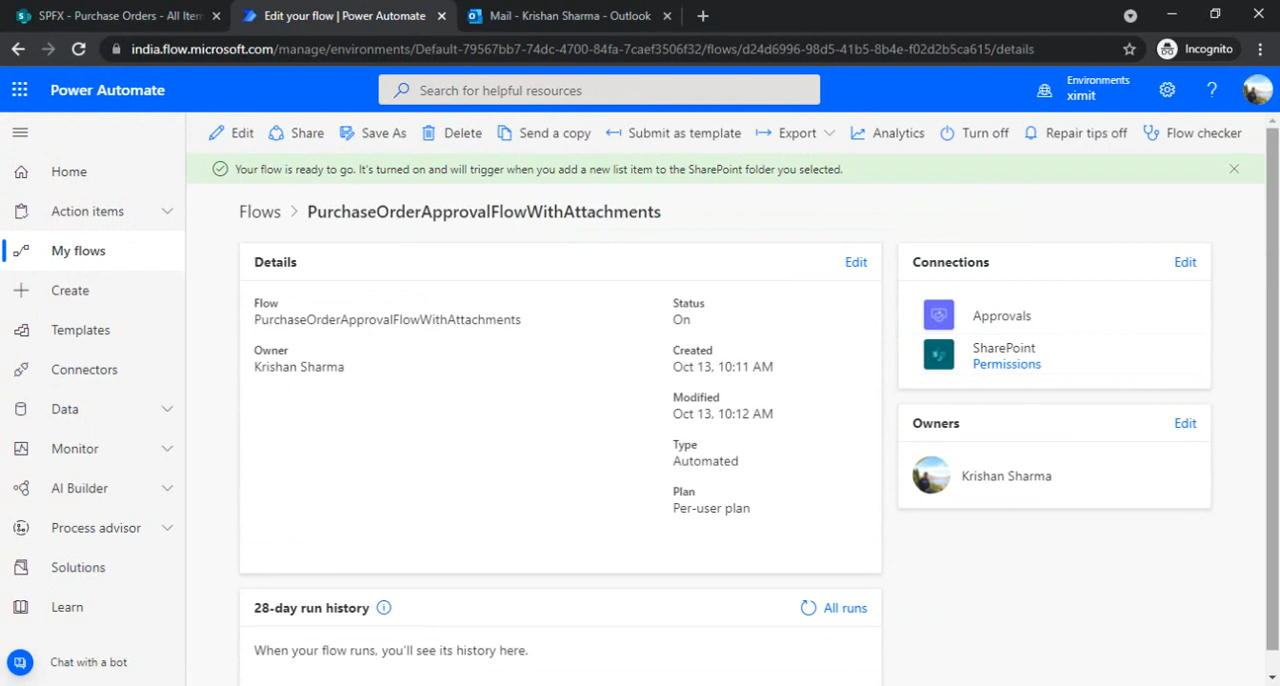 SPFX - Purchase Orders - All Iten
Edit your flow | Power Automate
Mail - Krishan Sharma - Outlook
india.flow.microsoft.com/manage/environments/Default-79567bb7-74dc-4700-84fa-7caef3506f32/flows/d24d6996-98d5-41b5-8b4e-f02d2b5ca615/details
Incognito
Power Automate
Search for helpful resources
Environments
ximit
Edit
Share
Save As
Delete
Send a copy
Submit as template
Export
Analytics
Turn off
Repair tips off
Flow checker
Your flow is ready to go. It's turned on and will trigger when you add a new list item to the SharePoint folder you selected.
Home
Action items
My flows
Create
Templates
Connectors
Data
Monitor
AI Builder
Process advisor
Solutions
Learn
Chat with a bot
Flows > PurchaseOrderApprovalFlowWithAttachments
Details
Edit
Flow
PurchaseOrderApprovalFlowWithAttachments
Owner
Krishan Sharma
Status
On
Created
Oct 13, 10:11 AM
Modified
Oct 13, 10:12 AM
Type
Automated
Plan
Per-user plan
Connections
Edit
Approvals
SharePoint
Permissions
Owners
Edit
Krishan Sharma
28-day run history
All runs
When your flow runs, you'll see its history here.